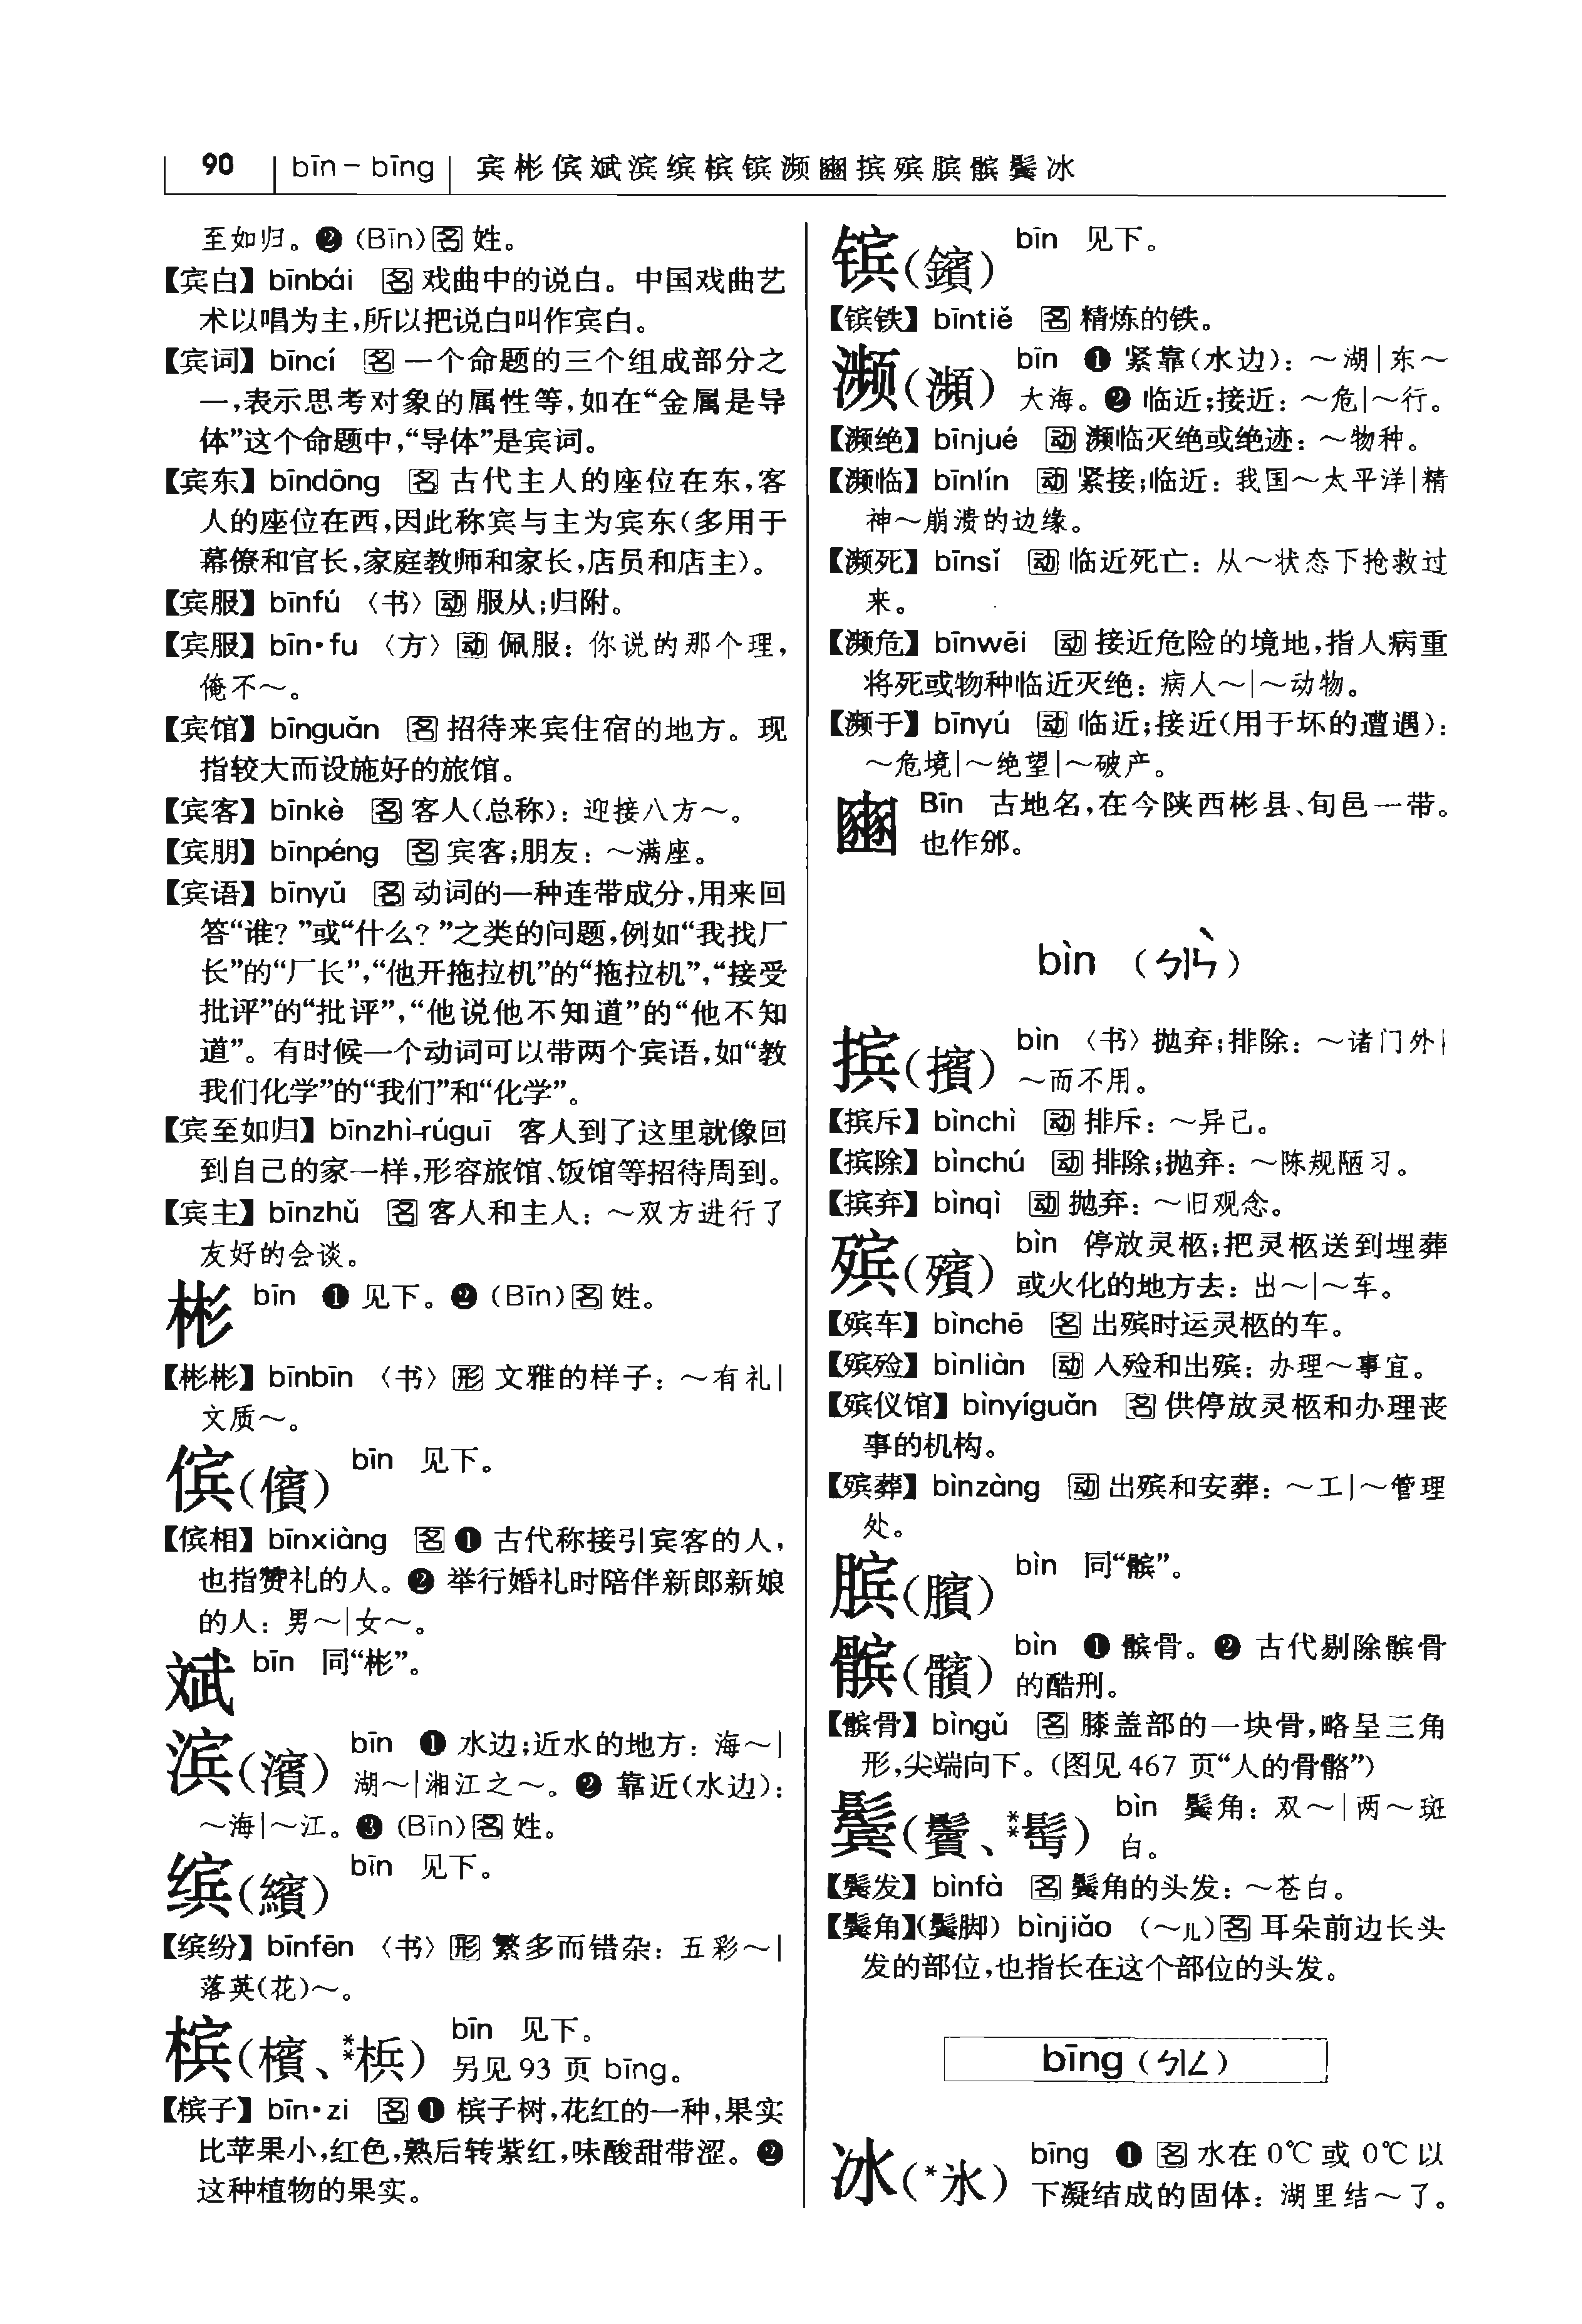 90 bīn－bīng 宾彬傧斌滨缤槟镔濒豳摈殡膑髌鬓冰
至如归。❷（Bīn）名 姓。
【宾白】bīnbái 名 戏曲中的说白。中国戏曲艺
术以唱为主，所以把说白叫作宾白。
【宾词】bīncí 名 一个命题的三个组成部分之
一，表示思考对象的属性等，如在“金属是导
体”这个命题中，“导体”是宾词。
【宾东】bīndōng 名 古代主人的座位在东，客
人的座位在西，因此称宾与主为宾东（多用于
幕僚和官长，家庭教师和家长，店员和店主）。
【宾服】bīnfú 〈书〉动 服从；归附。
【宾服】bīn·fu 〈方〉动 佩服：你说的那个理，
俺不～。
【宾馆】bīnguǎn 名 招待来宾住宿的地方。现
指较大而设施好的旅馆。
【宾客】bīnkè 名 客人（总称）：迎接八方～。
【宾朋】bīnpéng 名 宾客；朋友：～满座。
【宾语】bīnyǔ 名 动词的一种连带成分，用来回
答“谁？”或“什么？”之类的问题，例如“我找厂
长”的“厂长”，“他开拖拉机”的“拖拉机”，“接受
批评”的“批评”，“他说他不知道”的“他不知
道”。有时候一个动词可以带两个宾语，如“教
我们化学”的“我们”和“化学”。
【宾至如归】bīnzhì-rúguī 客人到了这里就像回
到自己的家一样，形容旅馆、饭馆等招待周到。
【宾主】bīnzhǔ 名 客人和主人：～双方进行了
友好的会谈。
彬 bīn ❶ 见下。❷（Bīn）名 姓。
【彬彬】bīnbīn 〈书〉形 文雅的样子：～有礼|
文质～。
傧（儐） bīn 见下。
【傧相】bīnxiàng 名 ❶ 古代称接引宾客的人，
也指赞礼的人。❷ 举行婚礼时陪伴新郎新娘
的人：男～|女～。
斌 bīn 同“彬”。
滨（濱） bīn ❶ 水边；近水的地方：海～|
湖～|湘江之～。❷ 靠近（水边）：
～海|～江。❸（Bīn）名 姓。
缤（繽） bīn 见下。
【缤纷】bīnfēn 〈书〉形 繁多而错杂：五彩～|
落英（花）～。
槟（檳、**梹） bīn 见下。
另见 93 页 bīng。
【槟子】bīn·zi 名 ❶ 槟子树，花红的一种，果实
比苹果小，红色，熟后转紫红，味酸甜带涩。❷
这种植物的果实。
镔（鑌） bīn 见下。
【镔铁】bīntiě 名 精炼的铁。
濒（瀕） bīn ❶ 紧靠（水边）：～湖|东～
大海。❷ 临近；接近：～危|～行。
【濒绝】bīnjué 动 濒临灭绝或绝迹：～物种。
【濒临】bīnlín 动 紧接；临近：我国～太平洋|精
神～崩溃的边缘。
【濒死】bīnsǐ 动 临近死亡：从～状态下抢救过
来。
【濒危】bīnwēi 动 接近危险的境地，指人病重
将死或物种临近灭绝：病人～|～动物。
【濒于】bīnyú 动 临近；接近（用于坏的遭遇）：
～危境|～绝望|～破产。
豳 Bīn 古地名，在今陕西彬县、旬邑一带。
也作邠。
bìn （ㄅㄧㄣˋ）
摈（擯） bìn 〈书〉抛弃；排除：～诸门外|
～而不用。
【摈斥】bìnchì 动 排斥：～异己。
【摈除】bìnchú 动 排除；抛弃：～陈规陋习。
【摈弃】bìnqì 动 抛弃：～旧观念。
殡（殯） bìn 停放灵柩；把灵柩送到埋葬
或火化的地方去：出～|～车。
【殡车】bìnchē 名 出殡时运灵柩的车。
【殡殓】bìnliàn 动 入殓和出殡：办理～事宜。
【殡仪馆】bìnyíguǎn 名 供停放灵柩和办理丧
事的机构。
【殡葬】bìnzàng 动 出殡和安葬：～工|～管理
处。
膑（臏） bìn 同“髌”。
髌（髕） bìn ❶ 髌骨。❷ 古代剔除髌骨
的酷刑。
【髌骨】bìngǔ 名 膝盖部的一块骨，略呈三角
形，尖端向下。（图见 467 页“人的骨骼”）
鬓（鬢、**髩） bìn 鬓角：双～|两～斑
白。
【鬓发】bìnfà 名 鬓角的头发：～苍白。
【鬓角】（鬓脚）bìnjiǎo （～儿）名 耳朵前边长头
发的部位，也指长在这个部位的头发。
bīng（ㄅㄧㄥ）
冰（*氷） bīng ❶ 名 水在 0℃ 或 0℃ 以
下凝结成的固体：湖里结～了。